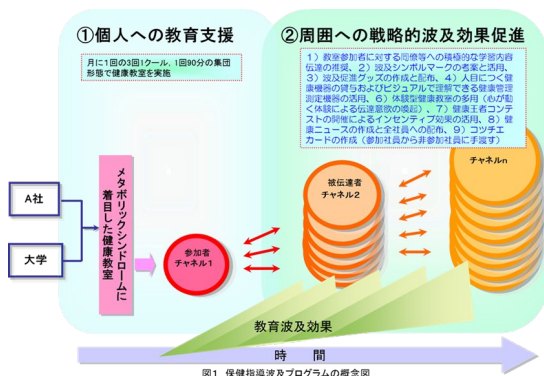 ①個人への教育支援
月に1回の3回1クール，1回90分の集団
形態で健康教室を実施
②周囲への戦略的波及効果促進
1）教室参加者に対する同僚等への積極的な学習内容
伝達の推奨、2）波及シンボルマークの考案と活用、
3）波及促進グッズの作成と配布、4）人目につく健
康機器の貸与およびビジュアルで理解できる健康管理
測定機器の活用、6）体験型健康教室の多用（心が動
く体験による伝達意欲の喚起）、7）健康王者コンテ
ストの開催によるインセンティブ効果の活用、8）健
康ニュースの作成と全社員への配布、9）コツチエ
カードの作成（参加社員から非参加社員に手渡す）
A社
大学
メタボリックシンドロームに
着目した健康教室
参加者
チャネル1
被伝達者
チャネル2
チャネルn
教育波及効果
時　間
図1 保健指導波及プログラムの概念図